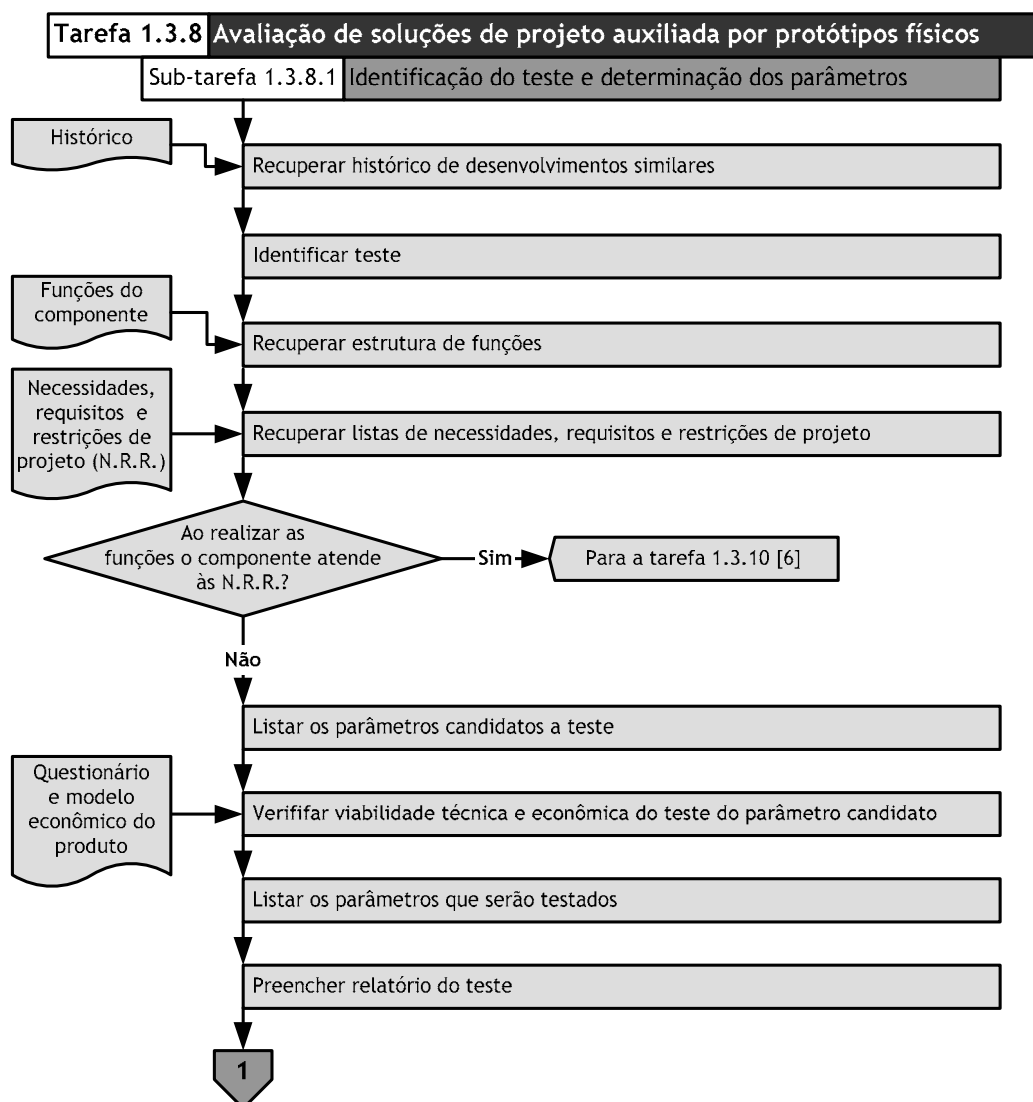 Tarefa 1.3.8 Avaliação de soluções de projeto auxiliada por protótipos físicos
Sub-tarefa 1.3.8.1 Identificação do teste e determinação dos parâmetros
Histórico
Recuperar histórico de desenvolvimentos similares
Identificar teste
Funções do
componente
Recuperar estrutura de funções
Necessidades,
requisitos e
restrições de
projeto (N.R.R.)
Recuperar listas de necessidades, requisitos e restrições de projeto
Ao realizar as
funções o componente atende
às N.R.R.?
Sim
Para a tarefa 1.3.10 [6]
Não
Listar os parâmetros candidatos a teste
Questionário
e modelo
econômico do
produto
Verififar viabilidade técnica e econômica do teste do parâmetro candidato
Listar os parâmetros que serão testados
Preencher relatório do teste
1